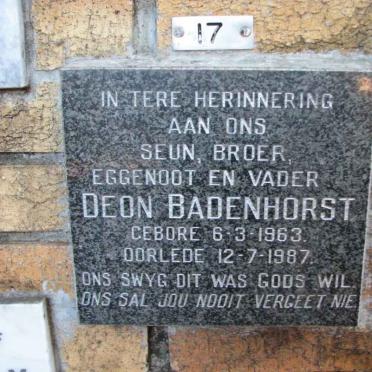 17
IN TERE HERINNERING
AAN ONS
SEUN, BROER,
EGGENOOT EN VADER
DEON BADENHORST
GEBORE 6-3-1963.
OORLEDE 12-7-1987.
ONS SWYG DIT WAS GODS WIL.
ONS SAL JOU NOOIT VERGEET NIE